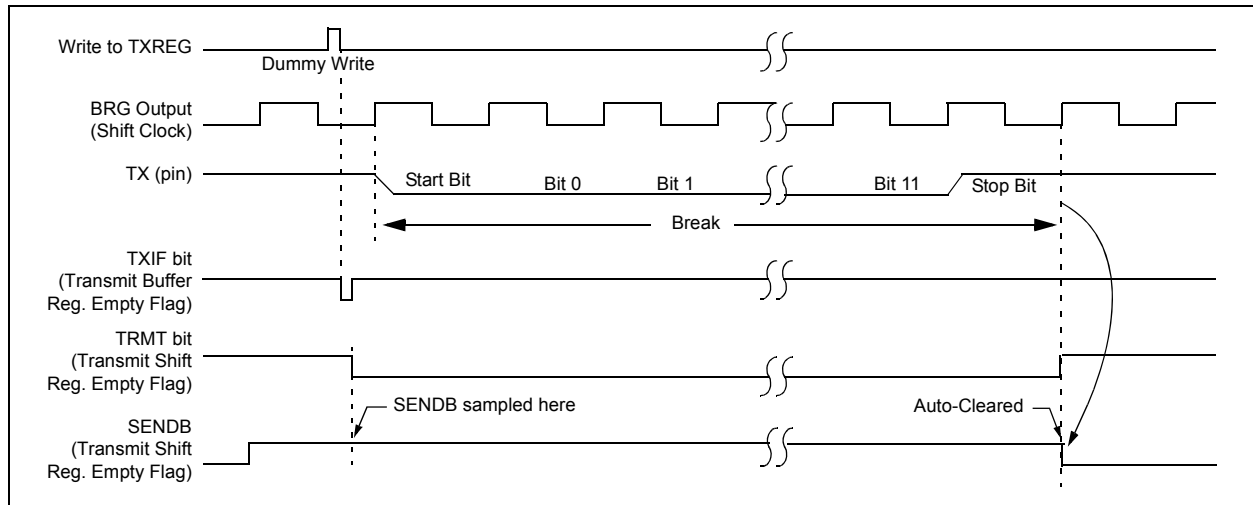 Write to TXREG
Dummy Write
BRG Output
(Shift Clock)
TX (pin)
Start Bit
Bit 0
Bit 1
Bit 11
Stop Bit
Break
TXIF bit
(Transmit Buffer
Reg. Empty Flag)
TRMT bit
(Transmit Shift
Reg. Empty Flag)
SENDB sampled here
Auto-Cleared
SENDB
(Transmit Shift
Reg. Empty Flag)